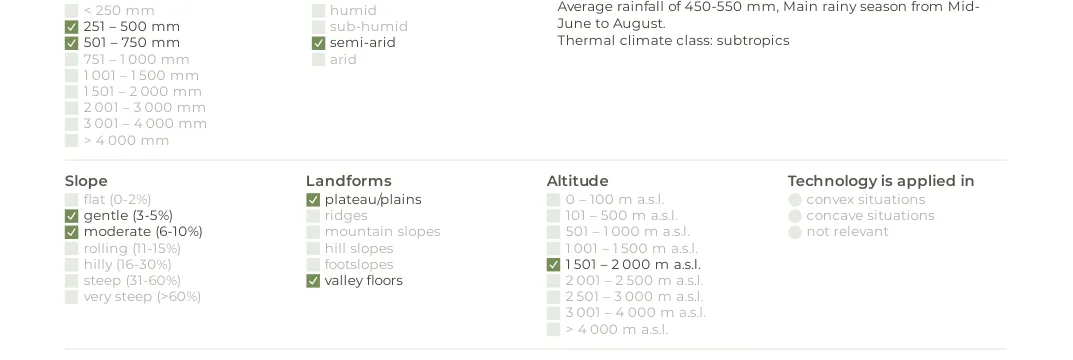 < 250 mm
251 – 500 mm
501 – 750 mm
751 – 1 000 mm
1 001 – 1 500 mm
1 501 – 2 000 mm
2 001 – 3 000 mm
3 001 – 4 000 mm
> 4 000 mm
humid
sub-humid
semi-arid
arid
Average rainfall of 450-550 mm, Main rainy season from Mid-
June to August.
Thermal climate class: subtropics
Slope
flat (0-2%)
gentle (3-5%)
moderate (6-10%)
rolling (11-15%)
hilly (16-30%)
steep (31-60%)
very steep (>60%)
Landforms
plateau/plains
ridges
mountain slopes
hill slopes
footslopes
valley floors
Altitude
0 – 100 m a.s.l.
101 – 500 m a.s.l.
501 – 1 000 m a.s.l.
1 001 – 1 500 m a.s.l.
1 501 – 2 000 m a.s.l.
2 001 – 2 500 m a.s.l.
2 501 – 3 000 m a.s.l.
3 001 – 4 000 m a.s.l.
> 4 000 m a.s.l.
Technology is applied in
convex situations
concave situations
not relevant